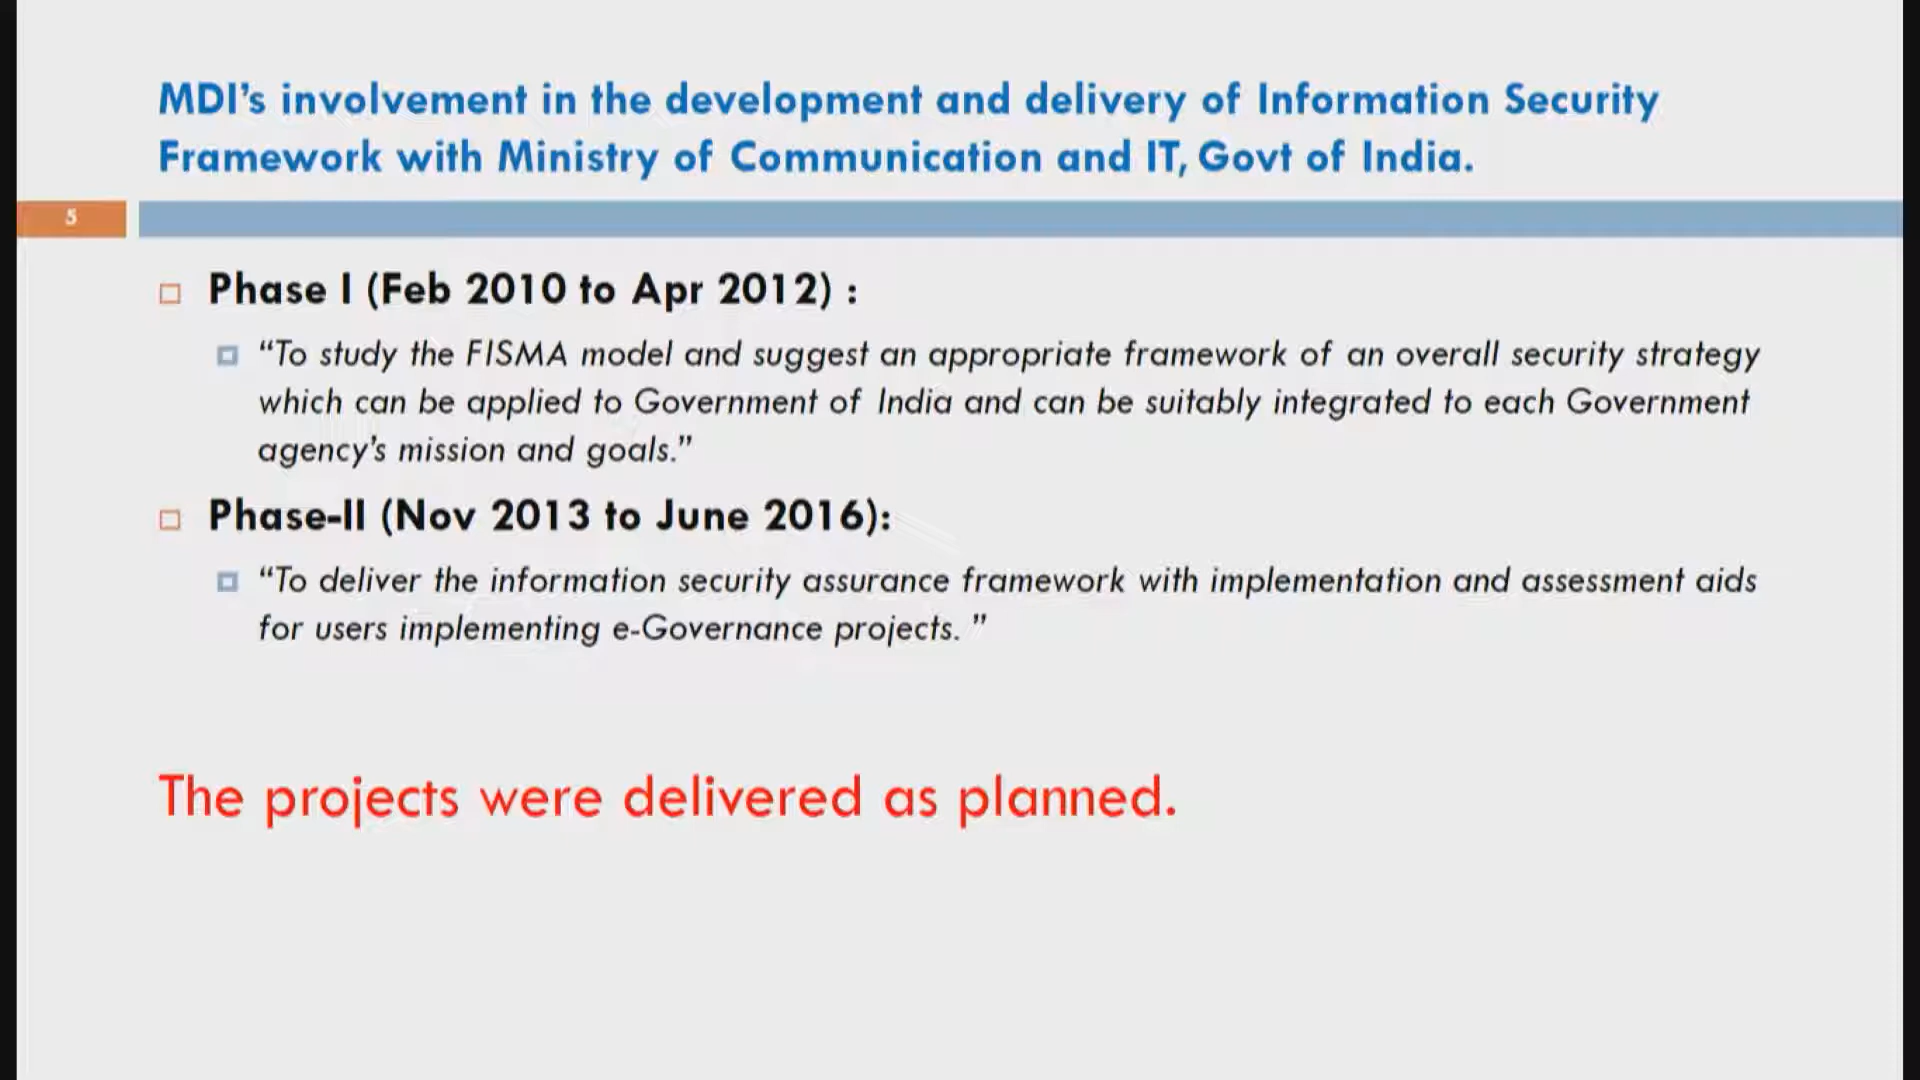 MDI’s involvement in the development and delivery of Information Security
Framework with Ministry of Communication and IT, Govt of India.
5
Phase I (Feb 2010 to Apr 2012) :
“To study the FISMA model and suggest an appropriate framework of an overall security strategy
which can be applied to Government of India and can be suitably integrated to each Government
agency’s mission and goals.”
Phase-II (Nov 2013 to June 2016):
“To deliver the information security assurance framework with implementation and assessment aids
for users implementing e-Governance projects. ”
The projects were delivered as planned.